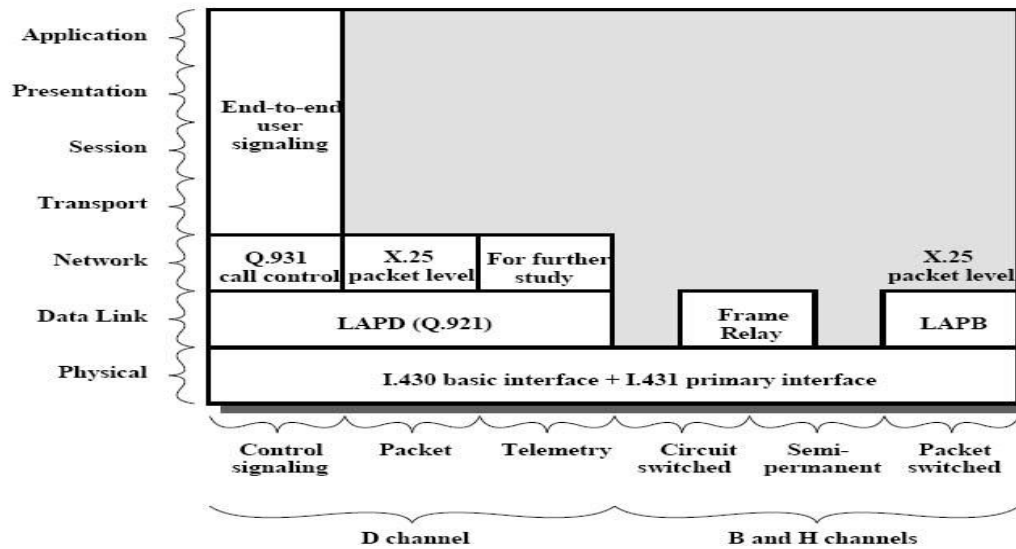 Application
Presentation
Session
Transport
Network
Data Link
Physical
End-to-end
user
signaling
Q.931
call control
X.25
packet level
For further
study
X.25
packet level
LAPD (Q.921)
Frame
Relay
LAPB
I.430 basic interface + I.431 primary interface
Control
signaling
Packet
Telemetry
Circuit
switched
Semi-
permanent
Packet
switched
D channel
B and H channels